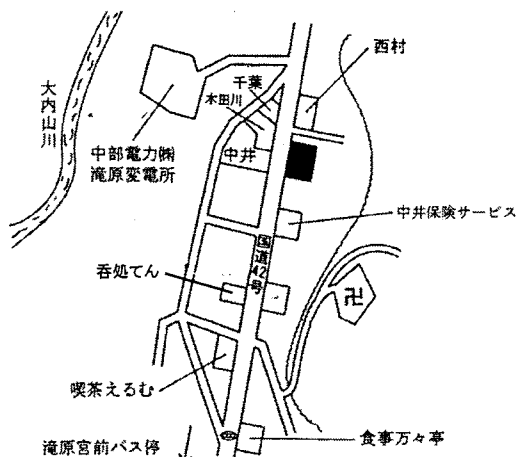 西村
千葉
本田川
大内山川
中部電力㈱
滝原変電所
中井
中井保険サービス
国道42号
呑処てん
卍
喫茶えるむ
滝原宮前バス停
食事万々亭